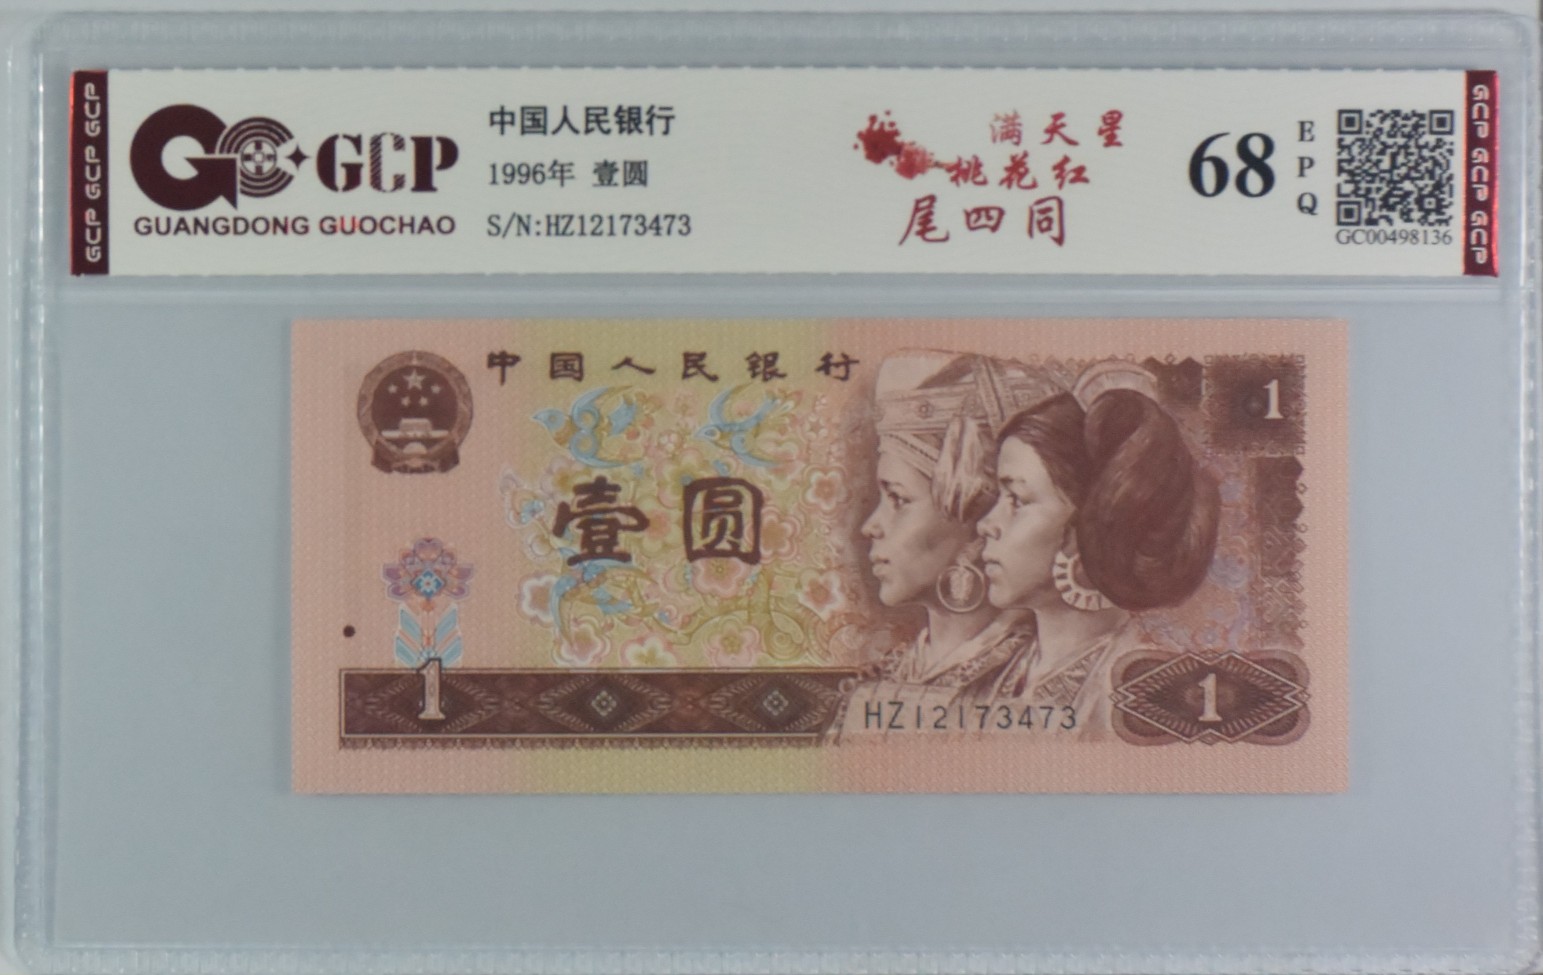 GCP GCP GCP
GCP
GUANGDONG GUOCHAO
中国人民银行
1996年 壹圆
S/N:HZ12173473
满天星
桃花红
尾四同
68
EPQ
GC00498136
GCP GCP GCP
中国人民银行
1
壹圆
1
HZ12173473
1